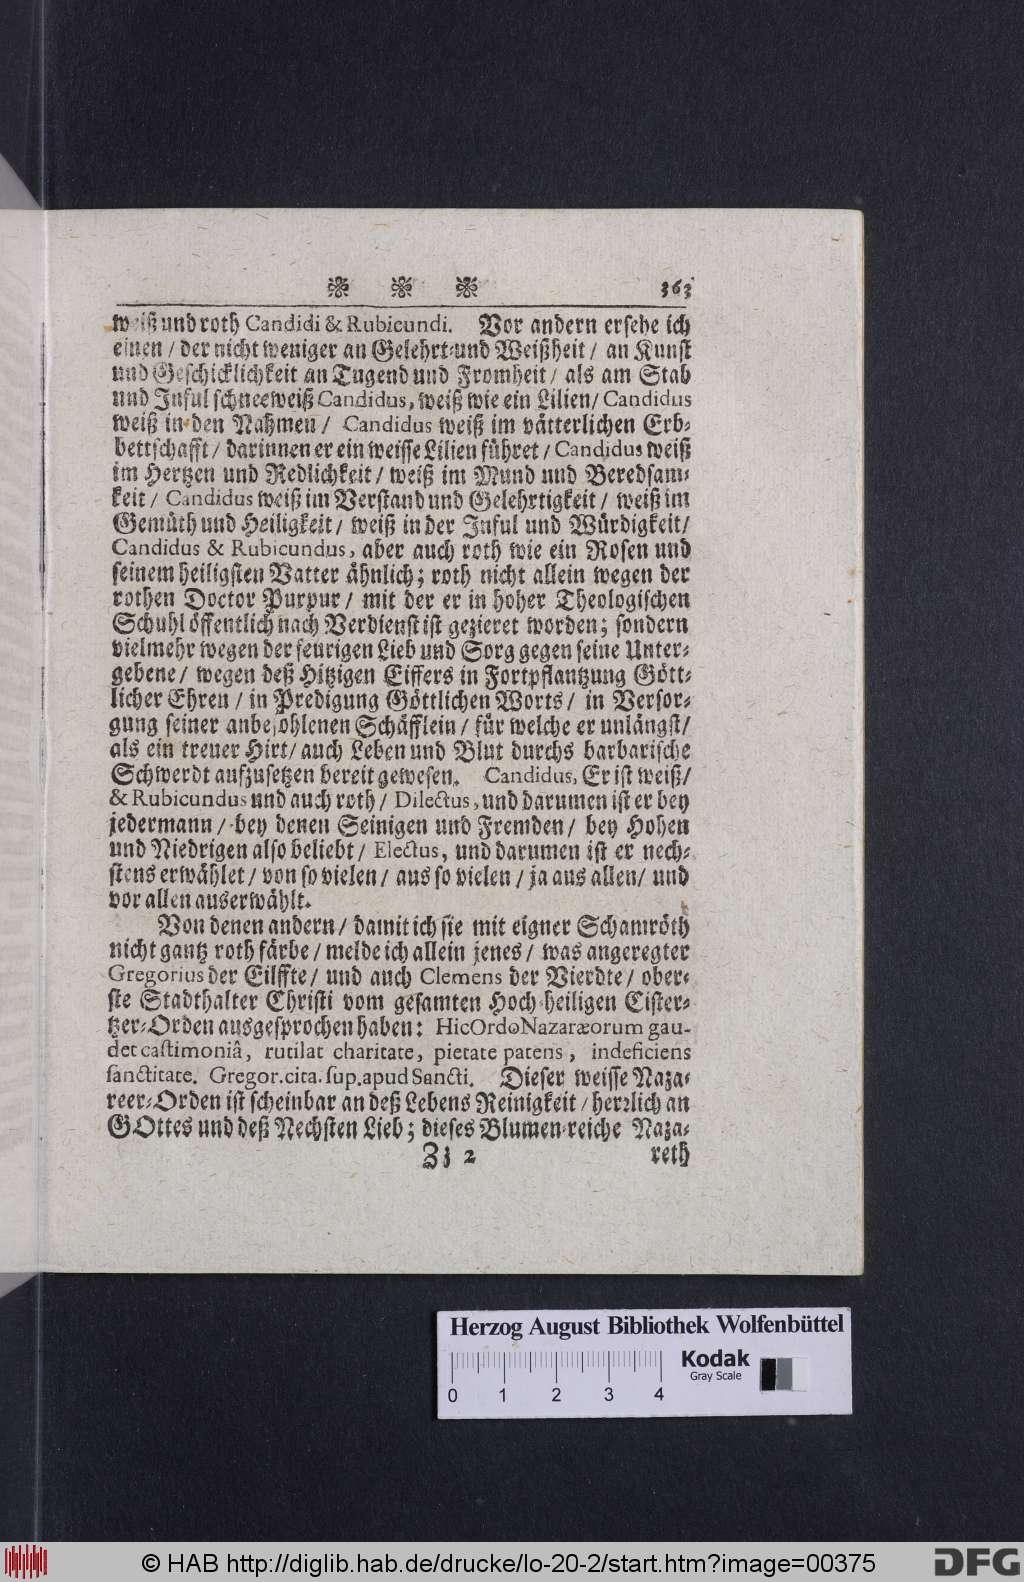 363
weiß und roth Candidi & Rubicundi. Vor andern ersehe ich
einen / der nicht weniger an Gelehrt-und Weißheit / an Kunst
und Geschicklichkeit an Tugend und Fromheit / als am Stab
und Inful schneeweiß Candidus, weiß wie ein Lilien / Candidus
weiß in den Nahmen / Candidus weiß im vätterlichen Erb-
bettschafft / darinnen er ein weisse Lilien führet / Candidus weiß
im Hertzen und Redlichkeit / weiß im Mund und Beredsam-
keit / Candidus weiß im Verstand und Gelehrtigkeit / weiß im
Gemüth und Heiligkeit / weiß in der Inful und Würdigkeit /
Candidus & Rubicundus, aber auch roth wie ein Rosen und
seinem heiligsten Vatter ähnlich; roth nicht allein wegen der
rothen Doctor Purpur / mit der er in hoher Theologischen
Schuhl öffentlich nach Verdienst ist gezieret worden; sondern
vielmehr wegen der feurigen Lieb und Sorg gegen seine Unter-
gebene / wegen deß Hitzigen Eiffers in Fortpflantzung Gött-
licher Ehren / in Predigung Göttlichen Worts / in Versor-
gung seiner anbefohlenen Schäfflein / für welche er unlängst /
als ein treuer Hirt / auch Leben und Blut durchs barbarische
Schwerdt aufzusetzen bereit gewesen. Candidus, Er ist weiß /
& Rubicundus und auch roth / Dilectus, und darumen ist er bey
jedermann / bey denen Seinigen und Fremden / bey Hohen
und Niedrigen also beliebt / Electus, und darumen ist er nech-
stens erwählet / von so vielen / aus so vielen / ja aus allen / und
vor allen auserwählt.
Von denen andern / damit ich sie mit eigner Schamröth
nicht gantz roth färbe / melde ich allein jenes / was angeregter
Gregorius der Eilffte / und auch Clemens der Vierdte / ober-
ste Stadthalter Christi vom gesamten Hoch-heiligen Cister-
tzer-Orden ausgesprochen haben: Hic Ordo Nazaræorum gau-
det castimoniâ, rutilat charitate, pietate patens, indeficiens
sanctitate. Gregor. cita. sup. apud Sancti. Dieser weisse Naza-
reer-Orden ist scheinbar an deß Lebens Reinigkeit / herrlich an
GOttes und deß Nechsten Lieb; dieses Blumen-reiche Naza-
Zz 2 reth
Herzog August Bibliothek Wolfenbüttel
Kodak
Gray Scale
0 1 2 3 4
© HAB http://diglib.hab.de/drucke/lo-20-2/start.htm?image=00375
DFG